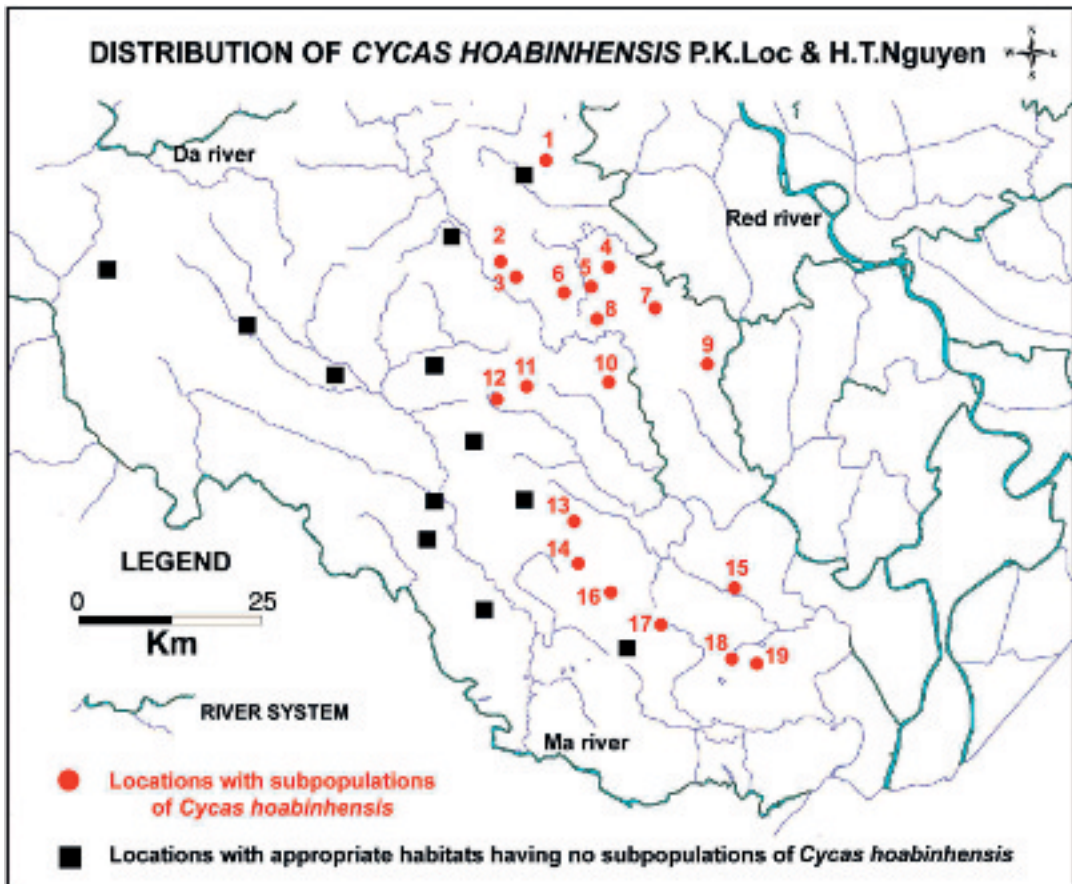 DISTRIBUTION OF CYCAS HOABINHENSIS P.K.Loc & H.T.Nguyen
N
W E
S
Da river
1
Red river
2
3
4
5
6
7
8
9
10
11
12
13
14
15
16
17
18
19
LEGEND
0 25
Km
RIVER SYSTEM
Ma river
Locations with subpopulations
of Cycas hoabinhensis
Locations with appropriate habitats having no subpopulations of Cycas hoabinhensis